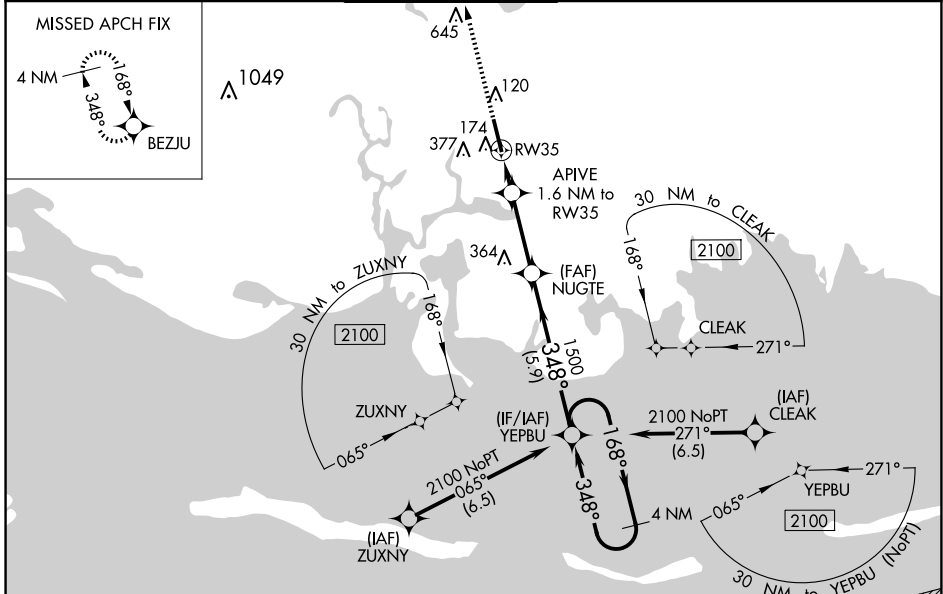 MISSED APCH FIX
4 NM
168°
348°
BEZJU
1049
645
120
174
377
RW35
APIVE
1.6 NM to
RW35
364
(FAF)
NUGTE
30 NM to CLEAK
168°
2100
CLEAK
271°
30 NM to ZUXNY
168°
2100
ZUXNY
065°
1500
348°
(5.9)
(IF/IAF)
YEPBU
2100 NoPT
271°
(6.5)
(IAF)
CLEAK
2100 NoPT
065°
(6.5)
(IAF)
ZUXNY
168°
348°
4 NM
271°
065°
YEPBU
2100
30 NM to YEPBU (NoPT)